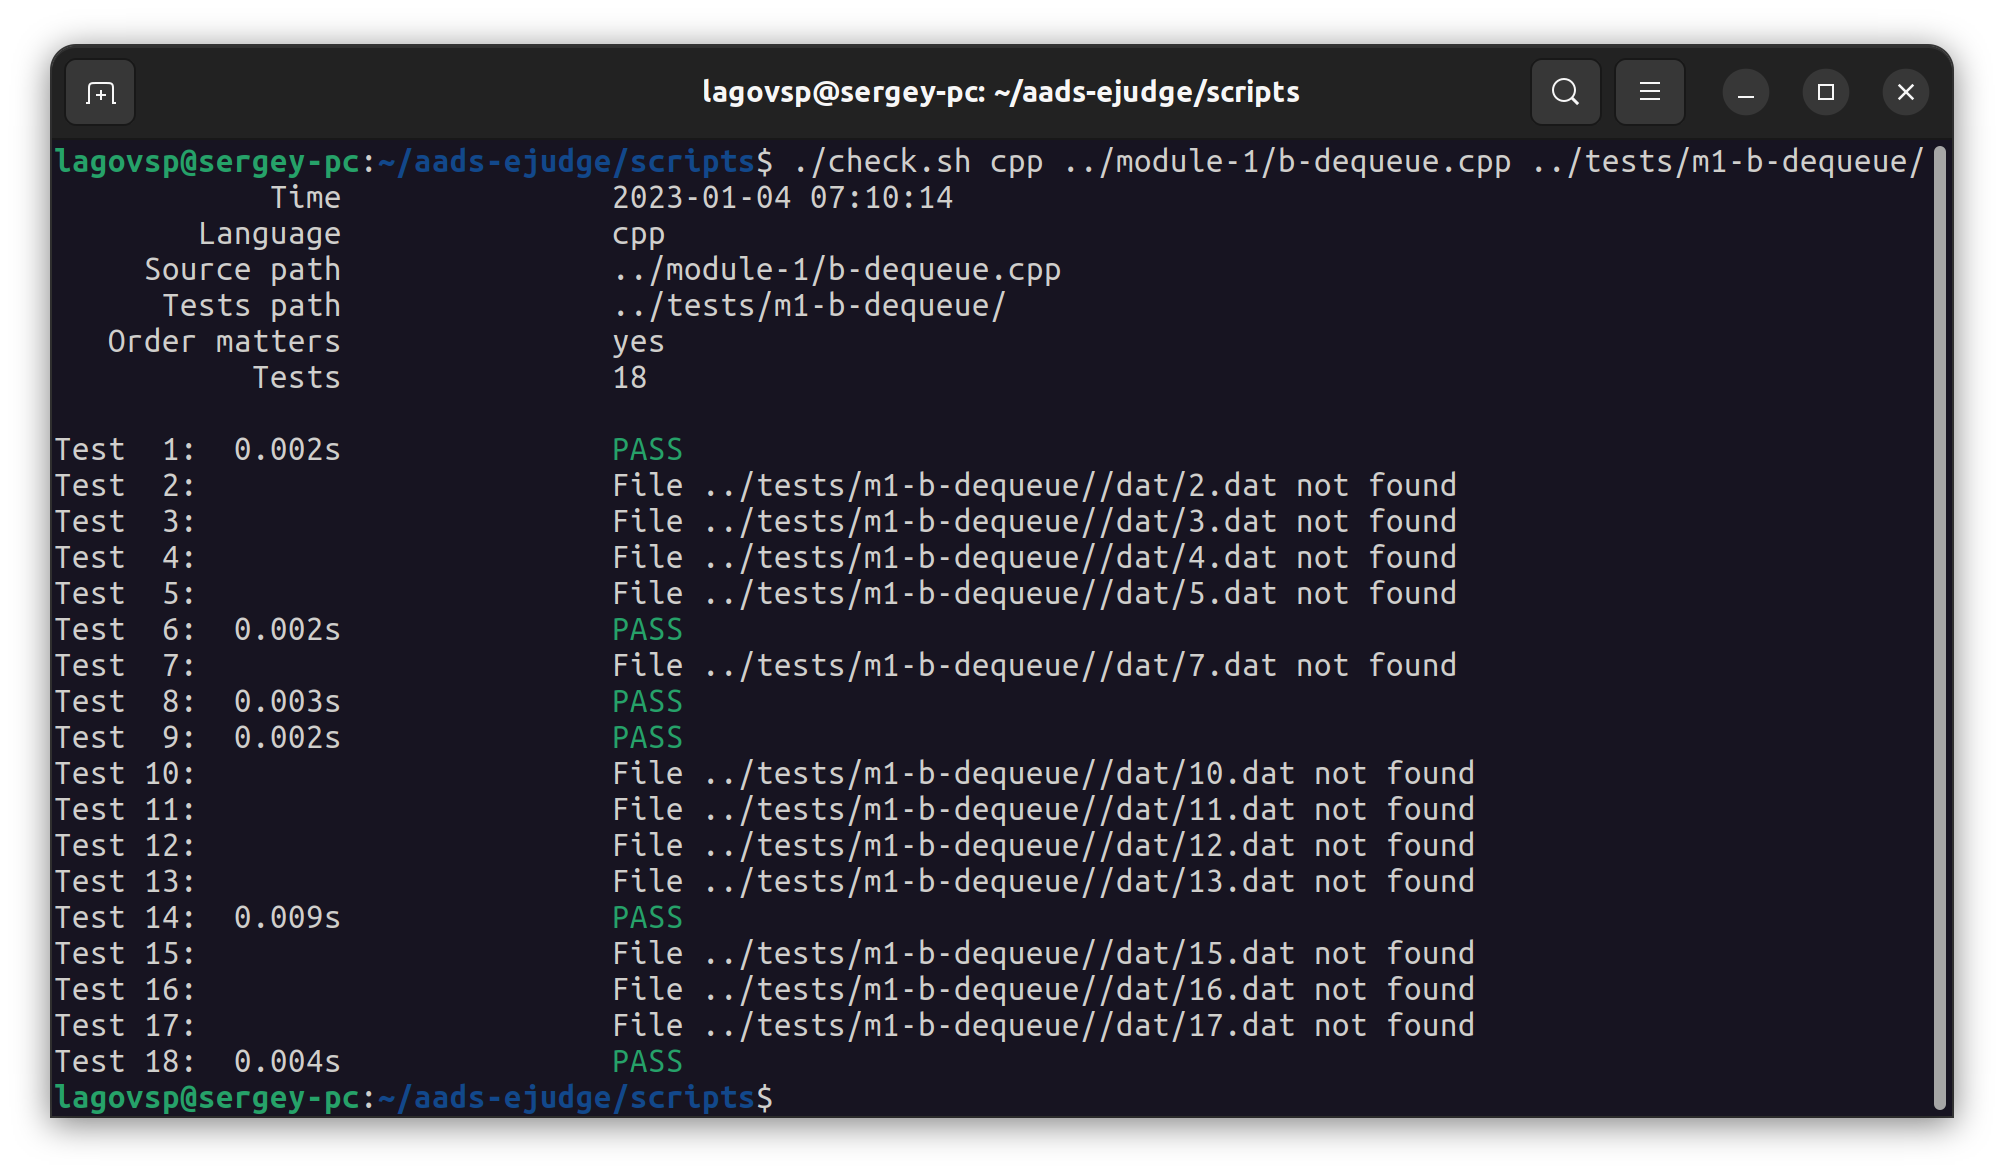 lagovsp@sergey-pc: ~/aads-ejudge/scripts
lagovsp@sergey-pc:~/aads-ejudge/scripts$ ./check.sh cpp ../module-1/b-dequeue.cpp ../tests/m1-b-dequeue/
Time 2023-01-04 07:10:14
Language cpp
Source path ../module-1/b-dequeue.cpp
Tests path ../tests/m1-b-dequeue/
Order matters yes
Tests 18
Test 1: 0.002s PASS
Test 2: File ../tests/m1-b-dequeue//dat/2.dat not found
Test 3: File ../tests/m1-b-dequeue//dat/3.dat not found
Test 4: File ../tests/m1-b-dequeue//dat/4.dat not found
Test 5: File ../tests/m1-b-dequeue//dat/5.dat not found
Test 6: 0.002s PASS
Test 7: File ../tests/m1-b-dequeue//dat/7.dat not found
Test 8: 0.003s PASS
Test 9: 0.002s PASS
Test 10: File ../tests/m1-b-dequeue//dat/10.dat not found
Test 11: File ../tests/m1-b-dequeue//dat/11.dat not found
Test 12: File ../tests/m1-b-dequeue//dat/12.dat not found
Test 13: File ../tests/m1-b-dequeue//dat/13.dat not found
Test 14: 0.009s PASS
Test 15: File ../tests/m1-b-dequeue//dat/15.dat not found
Test 16: File ../tests/m1-b-dequeue//dat/16.dat not found
Test 17: File ../tests/m1-b-dequeue//dat/17.dat not found
Test 18: 0.004s PASS
lagovsp@sergey-pc:~/aads-ejudge/scripts$